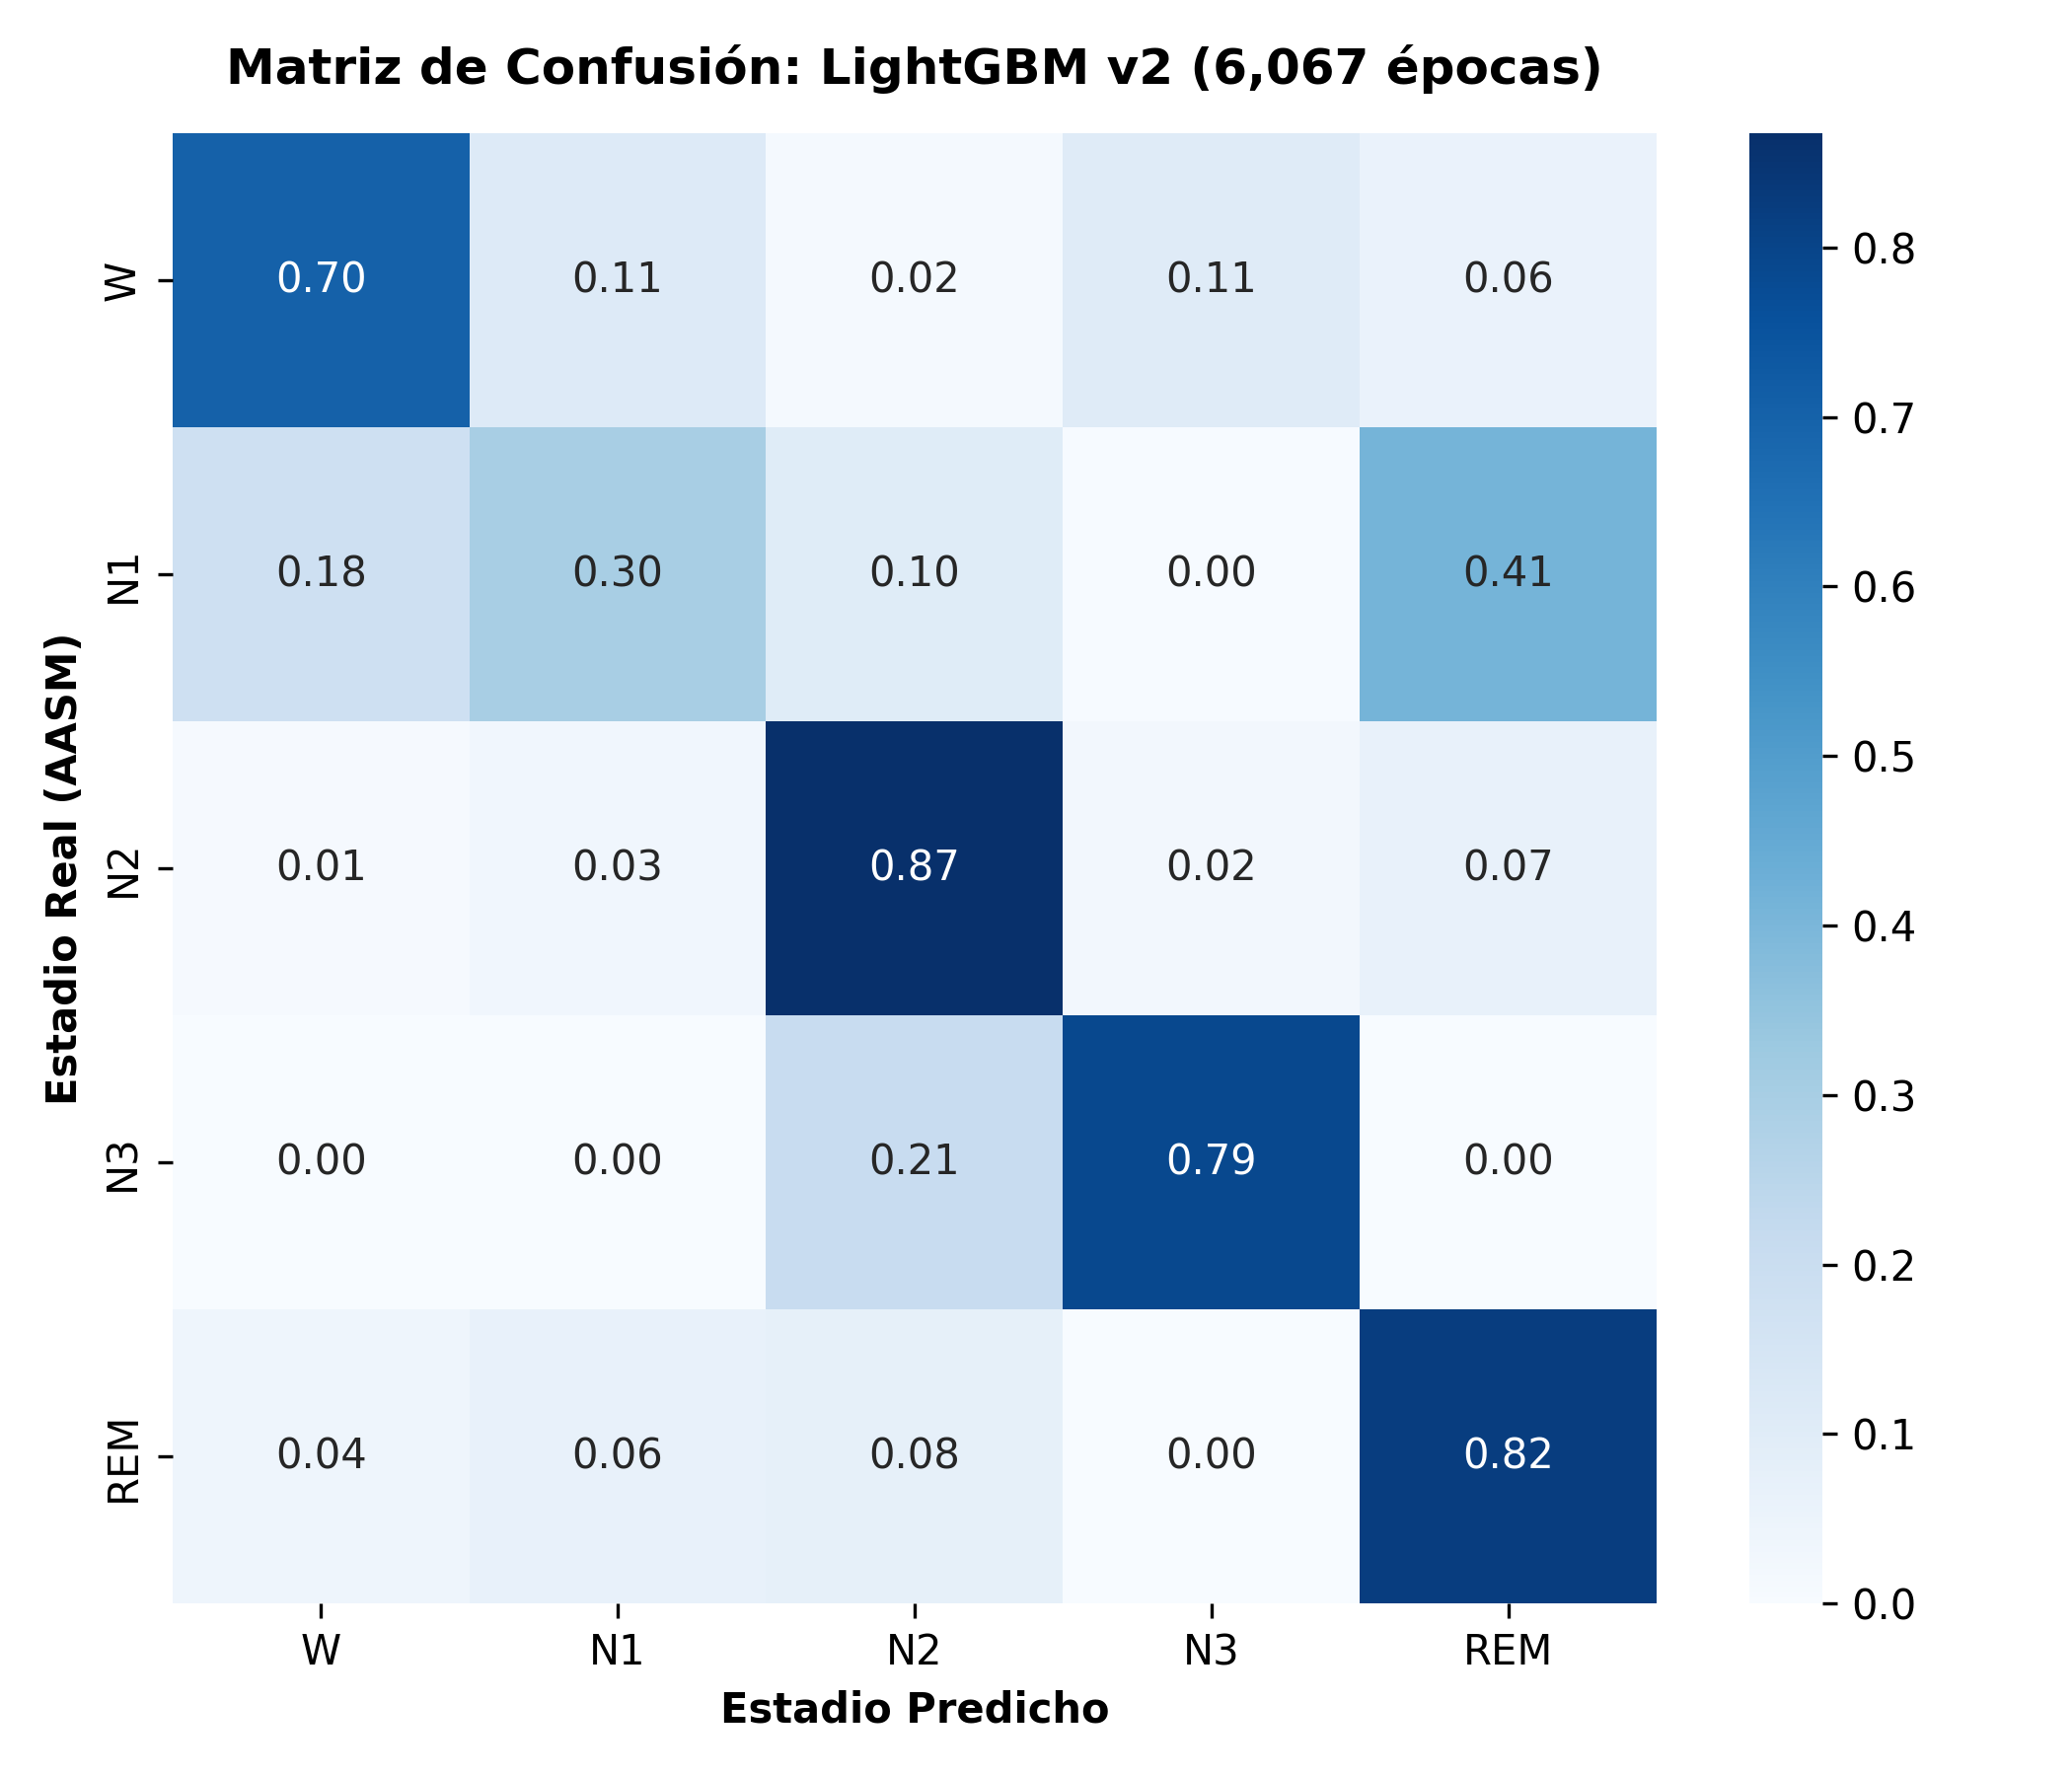 Matriz de Confusión: LightGBM v2 (6,067 épocas)
Estadio Real (AASM)
W 0.70 0.11 0.02 0.11 0.06
N1 0.18 0.30 0.10 0.00 0.41
N2 0.01 0.03 0.87 0.02 0.07
N3 0.00 0.00 0.21 0.79 0.00
REM 0.04 0.06 0.08 0.00 0.82
W N1 N2 N3 REM
Estadio Predicho
0.8
0.7
0.6
0.5
0.4
0.3
0.2
0.1
0.0